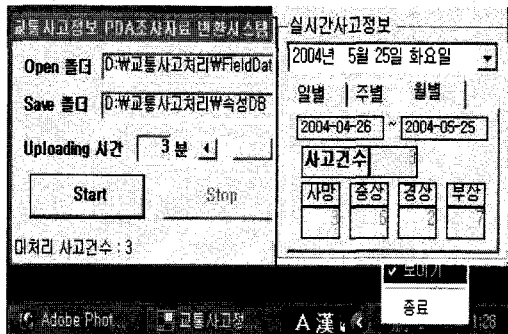 교통사고정보 PDA조사자료 변환시스템
Open 폴더 D:₩교통사고처리₩FieldDat
Save 폴더 D:₩교통사고처리₩속성DB
Uploading 시간 3 분
Start Stop
미처리 사고건수 : 3
실시간사고정보
2004년 5월 25일 화요일
일별 주별 월별
2004-04-26 ~ 2004-05-25
사고건수
사망 중상 경상 부상
3 6 2 7
보이기
종료
Adobe Phot... 교통사고정...
A 漢 1:28